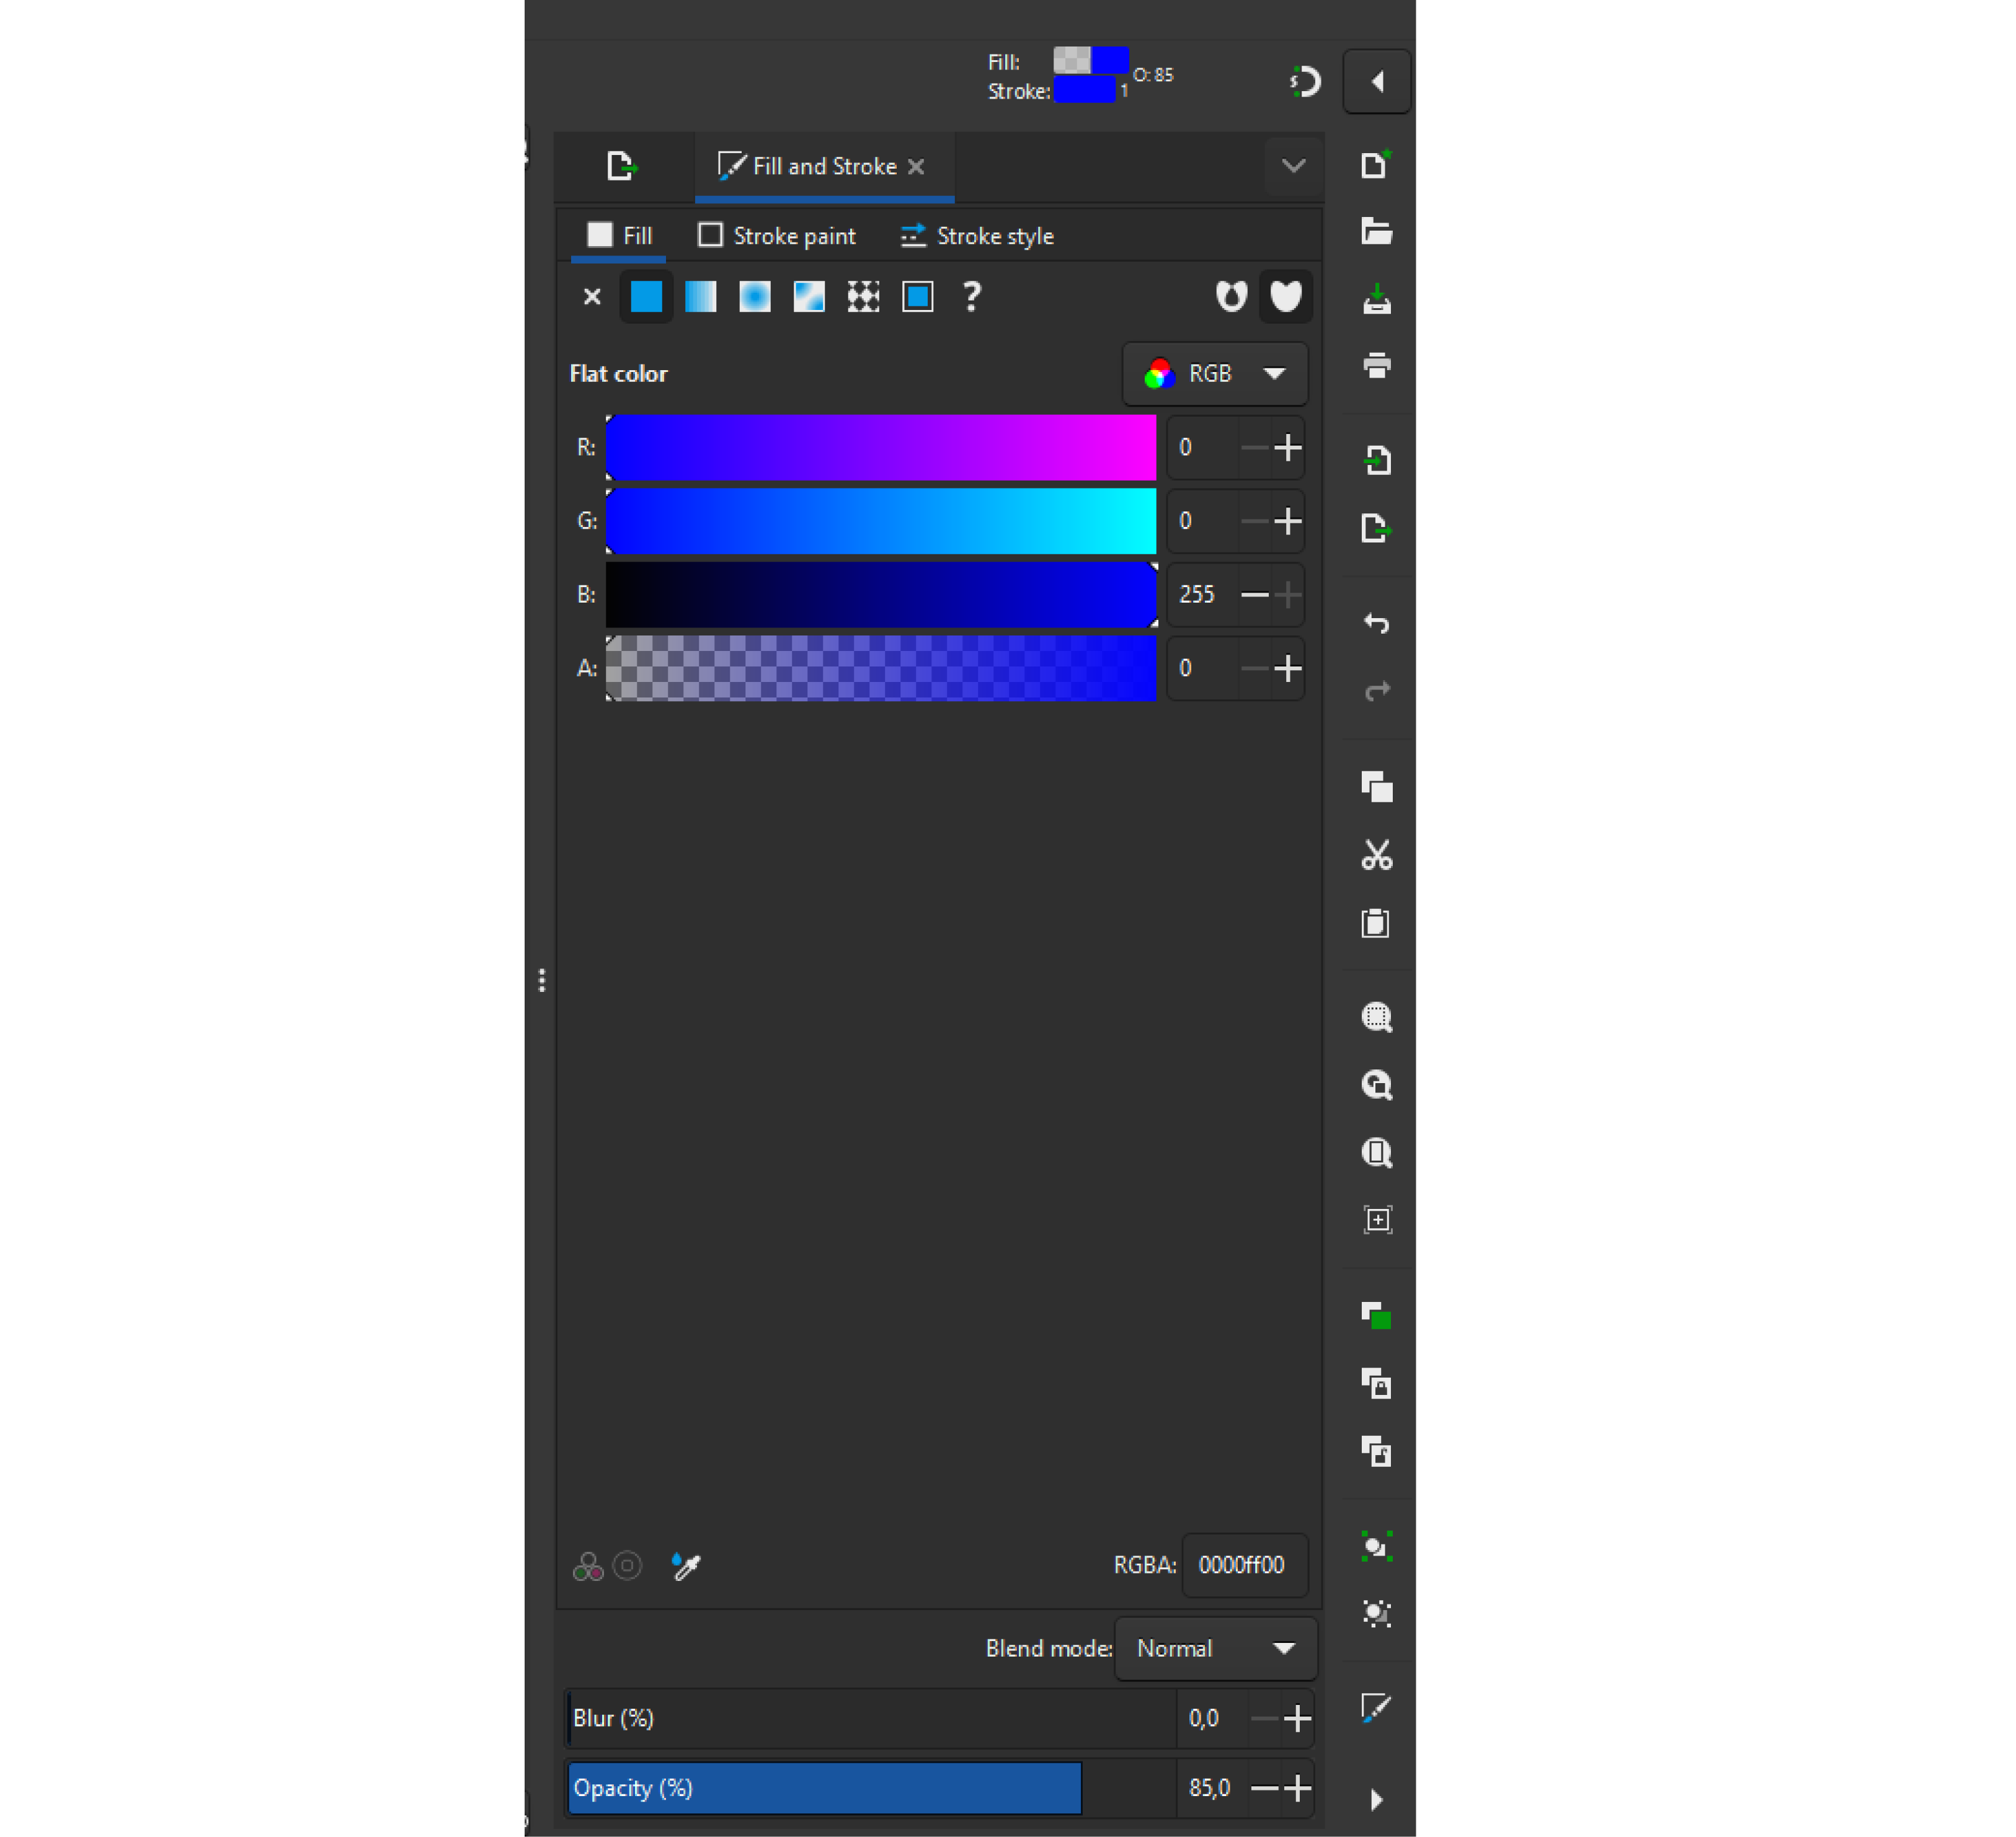 Fill:
O: 85
Stroke: 1
Fill and Stroke
Fill Stroke paint Stroke style
?
Flat color RGB
R: 0
G: 0
B: 255
A: 0
RGBA: 0000ff00
Blend mode: Normal
Blur (%) 0,0
Opacity (%) 85,0